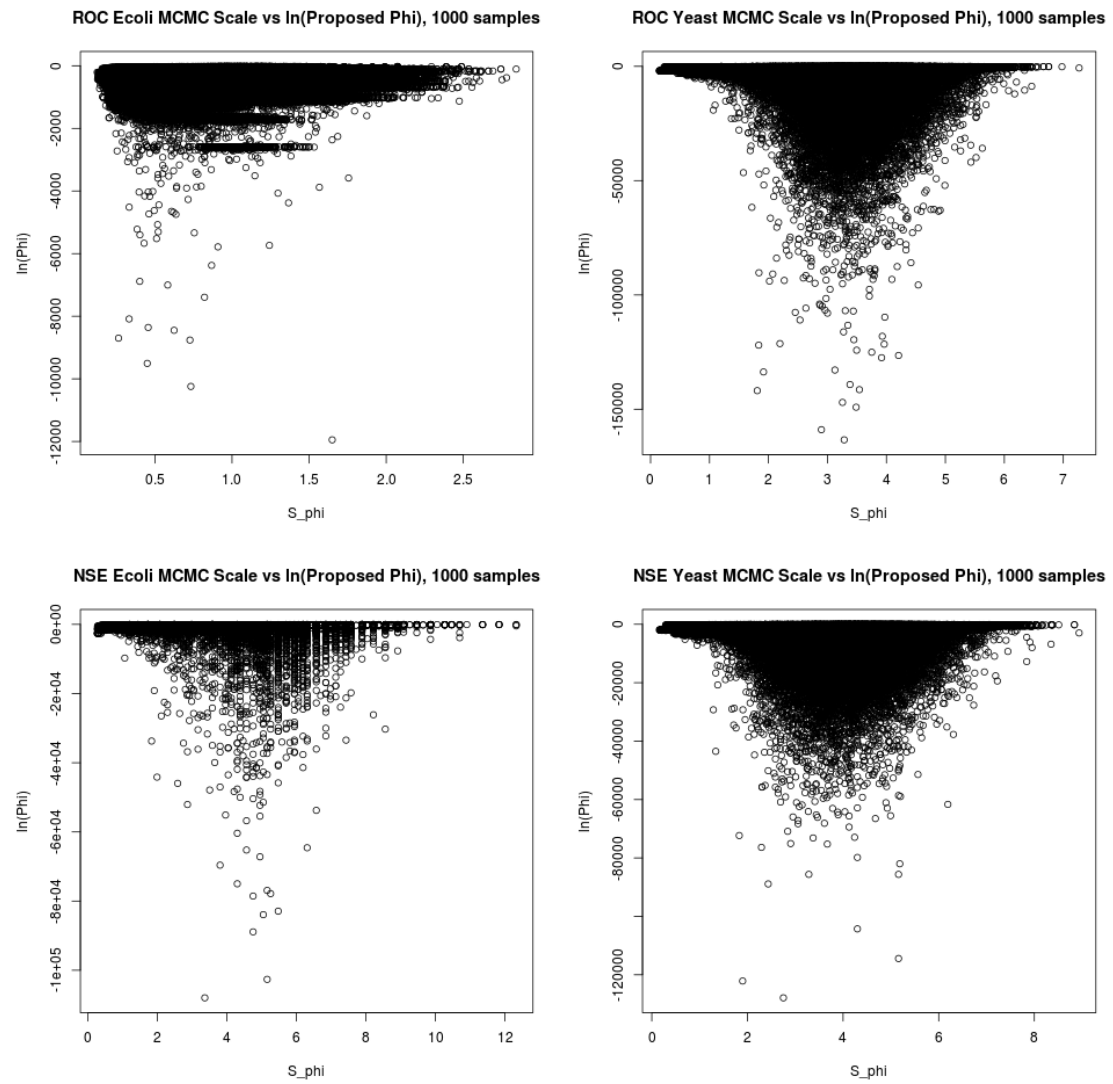 ROC Ecoli MCMC Scale vs ln(Proposed Phi), 1000 samples
ln(Phi)
0
-2000
-4000
-6000
-8000
-10000
-12000
0.5 1.0 1.5 2.0 2.5
S_phi
ROC Yeast MCMC Scale vs ln(Proposed Phi), 1000 samples
ln(Phi)
0
-50000
-100000
-150000
0 1 2 3 4 5 6 7
S_phi
NSE Ecoli MCMC Scale vs ln(Proposed Phi), 1000 samples
ln(Phi)
0e+00
-2e+04
-4e+04
-6e+04
-8e+04
-1e+05
0 2 4 6 8 10 12
S_phi
NSE Yeast MCMC Scale vs ln(Proposed Phi), 1000 samples
ln(Phi)
0
-20000
-40000
-60000
-80000
-120000
0 2 4 6 8
S_phi